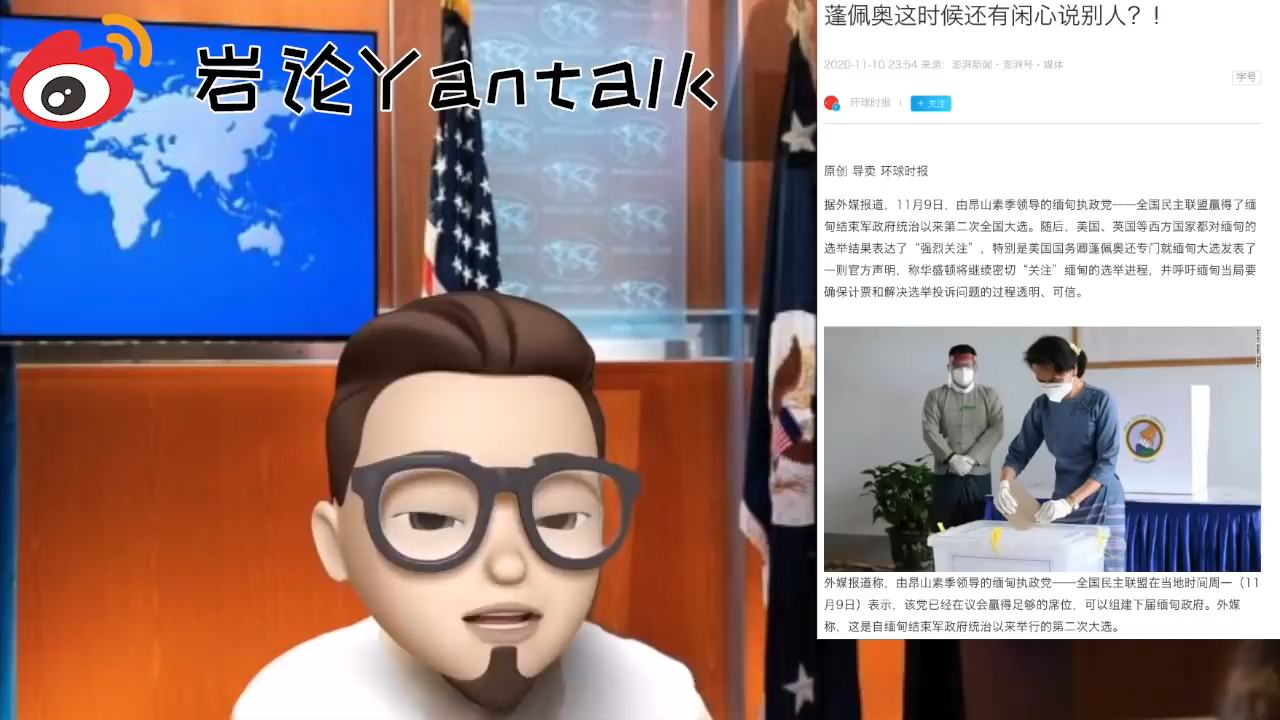 岩论Yantalk
蓬佩奥这时候还有闲心说别人？！
2020-11-10 23:54 来源：澎湃新闻·澎湃号·媒体
字号
环球时报
+ 关注
原创 导卖 环球时报
据外媒报道，11月9日，由昂山素季领导的缅甸执政党——全国民主联盟赢得了缅
甸结束军政府统治以来第二次全国大选。随后，美国、英国等西方国家都对缅甸的
选举结果表达了“强烈关注”，特别是美国国务卿蓬佩奥还专门就缅甸大选发表了
一则官方声明，称华盛顿将继续密切“关注”缅甸的选举进程，并呼吁缅甸当局要
确保计票和解决选举投诉问题的过程透明、可信。
外媒报道称，由昂山素季领导的缅甸执政党——全国民主联盟在当地时间周一（11
月9日）表示，该党已经在议会赢得足够的席位，可以组建下届缅甸政府。外媒
称，这是自缅甸结束军政府统治以来举行的第二次大选。